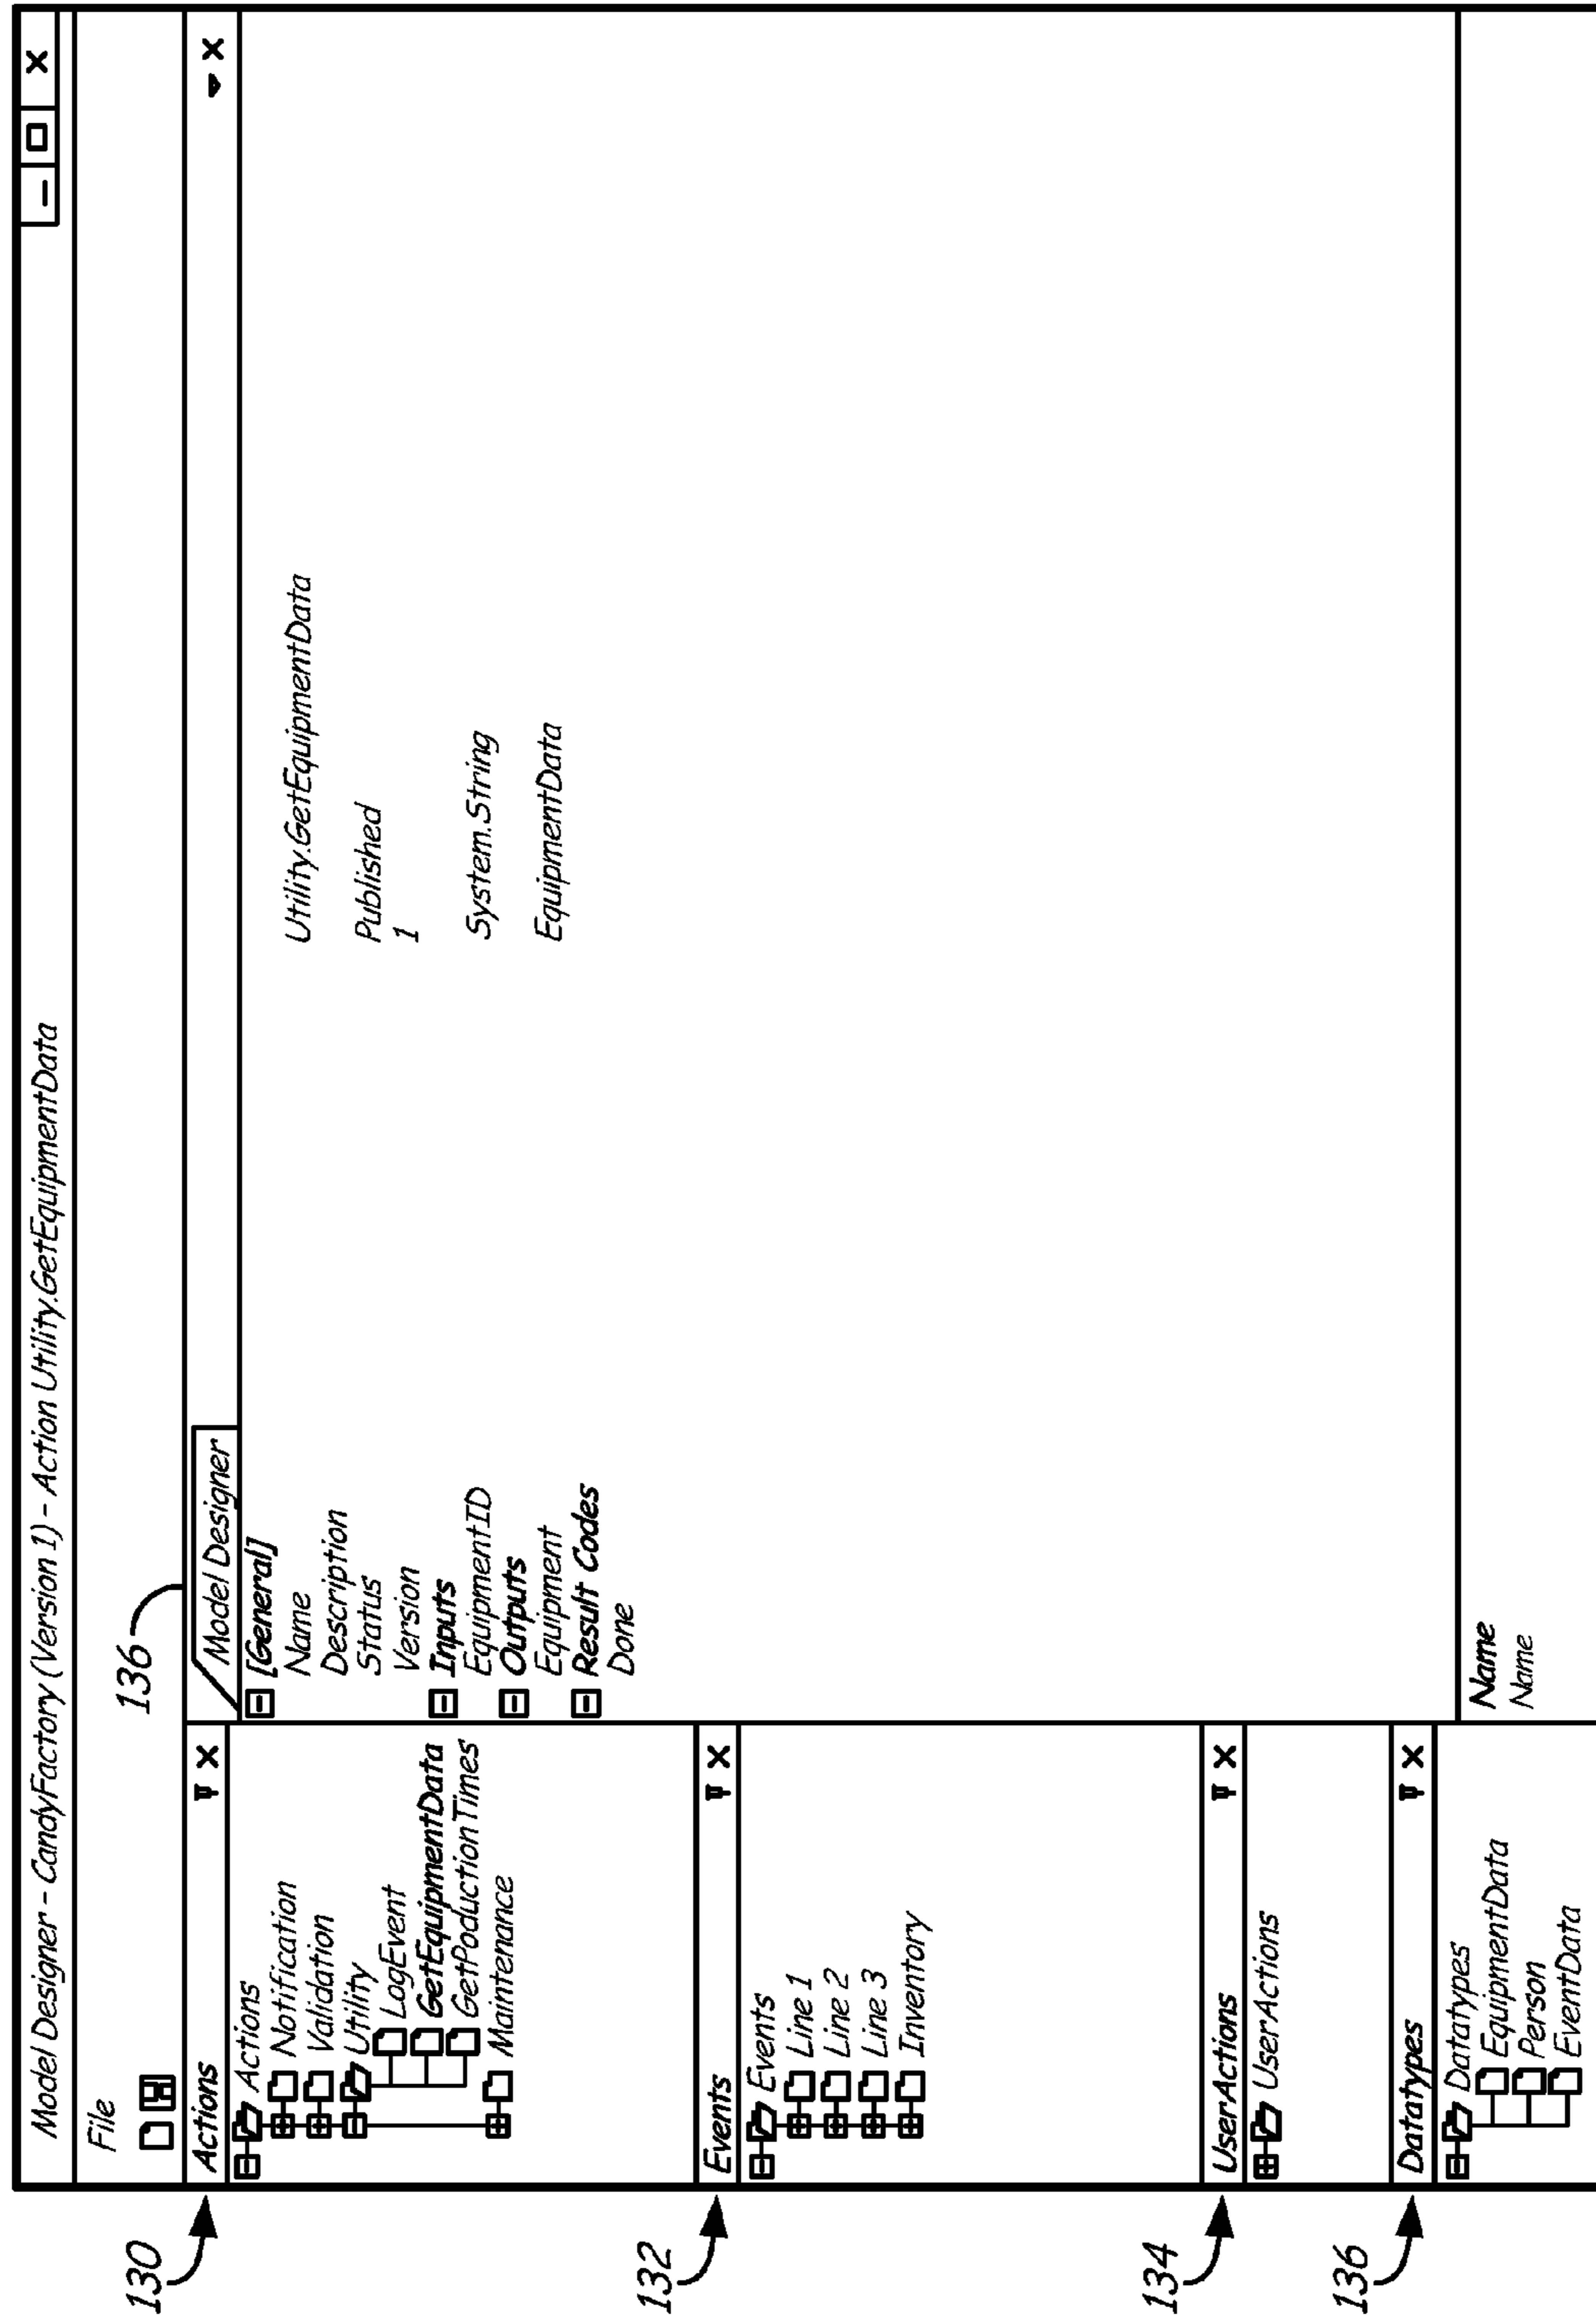 Model Designer - CandyFactory (Version 1) - Action Utility.GetEquipmentData
File
136
130
Actions
Actions
Notification
Validation
Utility
LogEvent
GetEquipmentData
GetPoductionTimes
Maintenance
132
Events
Events
Line 1
Line 2
Line 3
Inventory
134
UserActions
UserActions
136
Datatypes
Datatypes
EquipmentData
Person
EventData
Model Designer
[General]
Name Utility.GetEquipmentData
Description
Status Published
Version 1
Inputs
EquipmentID System.String
Outputs
Equipment EquipmentData
Result Codes
Done
Name
Name